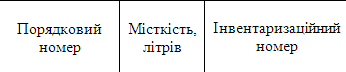 Порядковий
номер
Місткість,
літрів
Інвентаризаційний
номер